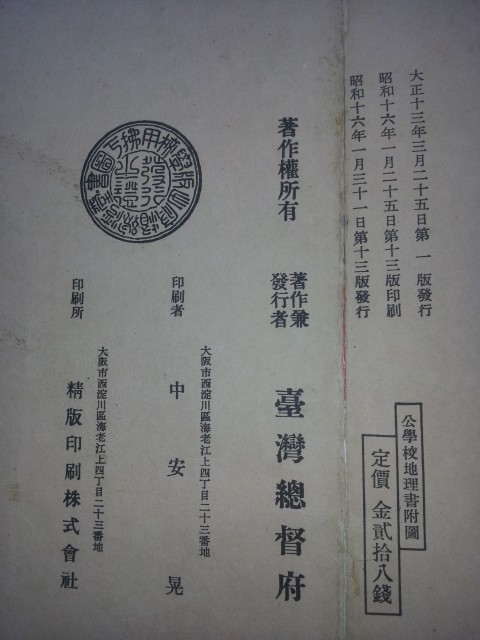 大正十三年三月二十五日第一版發行
昭和十六年一月二十五日第十三版印刷
昭和十六年一月三十一日第十三版發行
公學校地理書附圖
定價 金貳拾八錢
著作權所有
著作兼
發行者
臺灣總督府
大阪市西淀川區海老江上四丁目二十三番地
印刷者
中安晃
大阪市西淀川區海老江上四丁目二十三番地
印刷所
精版印刷株式會社